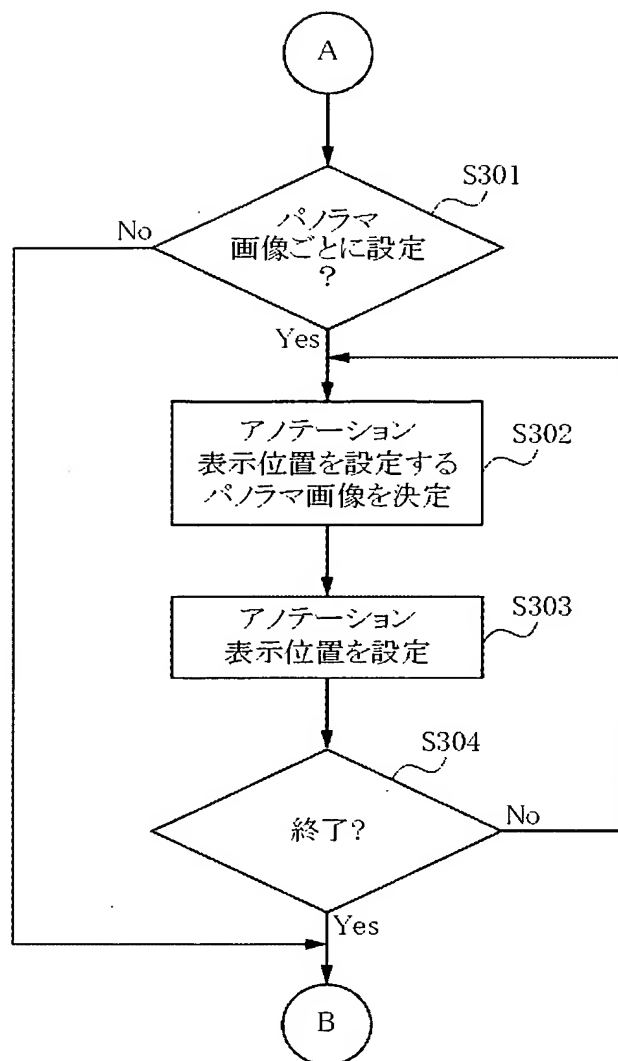 A
S301
パノラマ
画像ごとに設定
?
No
Yes
アノテーション
表示位置を設定する
パノラマ画像を決定
S302
アノテーション
表示位置を設定
S303
S304
終了?
No
Yes
B